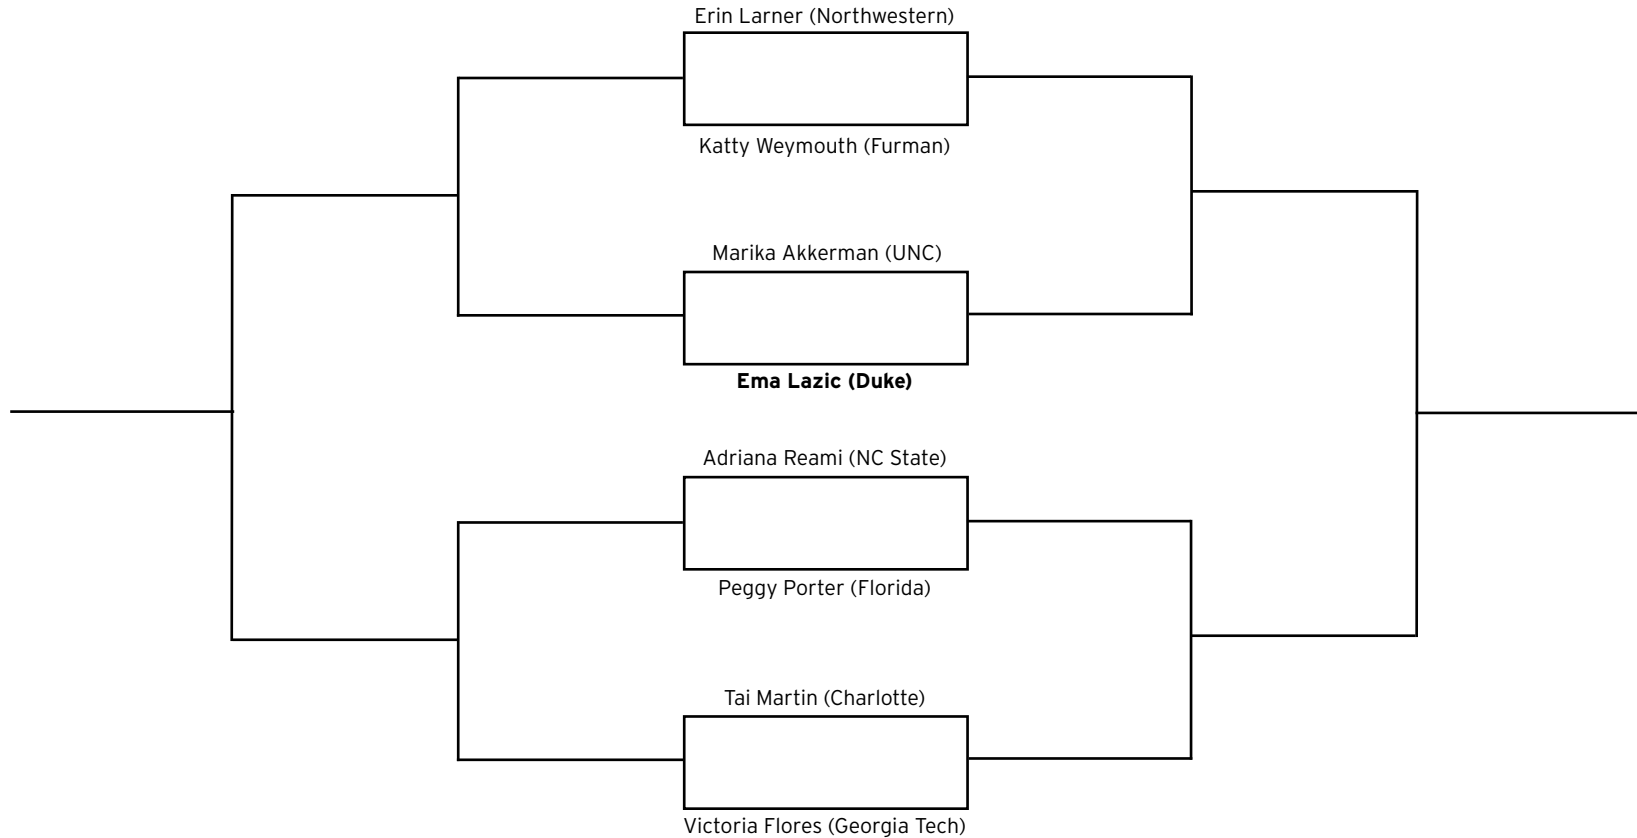 Erin Larner (Northwestern)
Katty Weymouth (Furman)
Marika Akkerman (UNC)
Ema Lazic (Duke)
Adriana Reami (NC State)
Peggy Porter (Florida)
Tai Martin (Charlotte)
Victoria Flores (Georgia Tech)